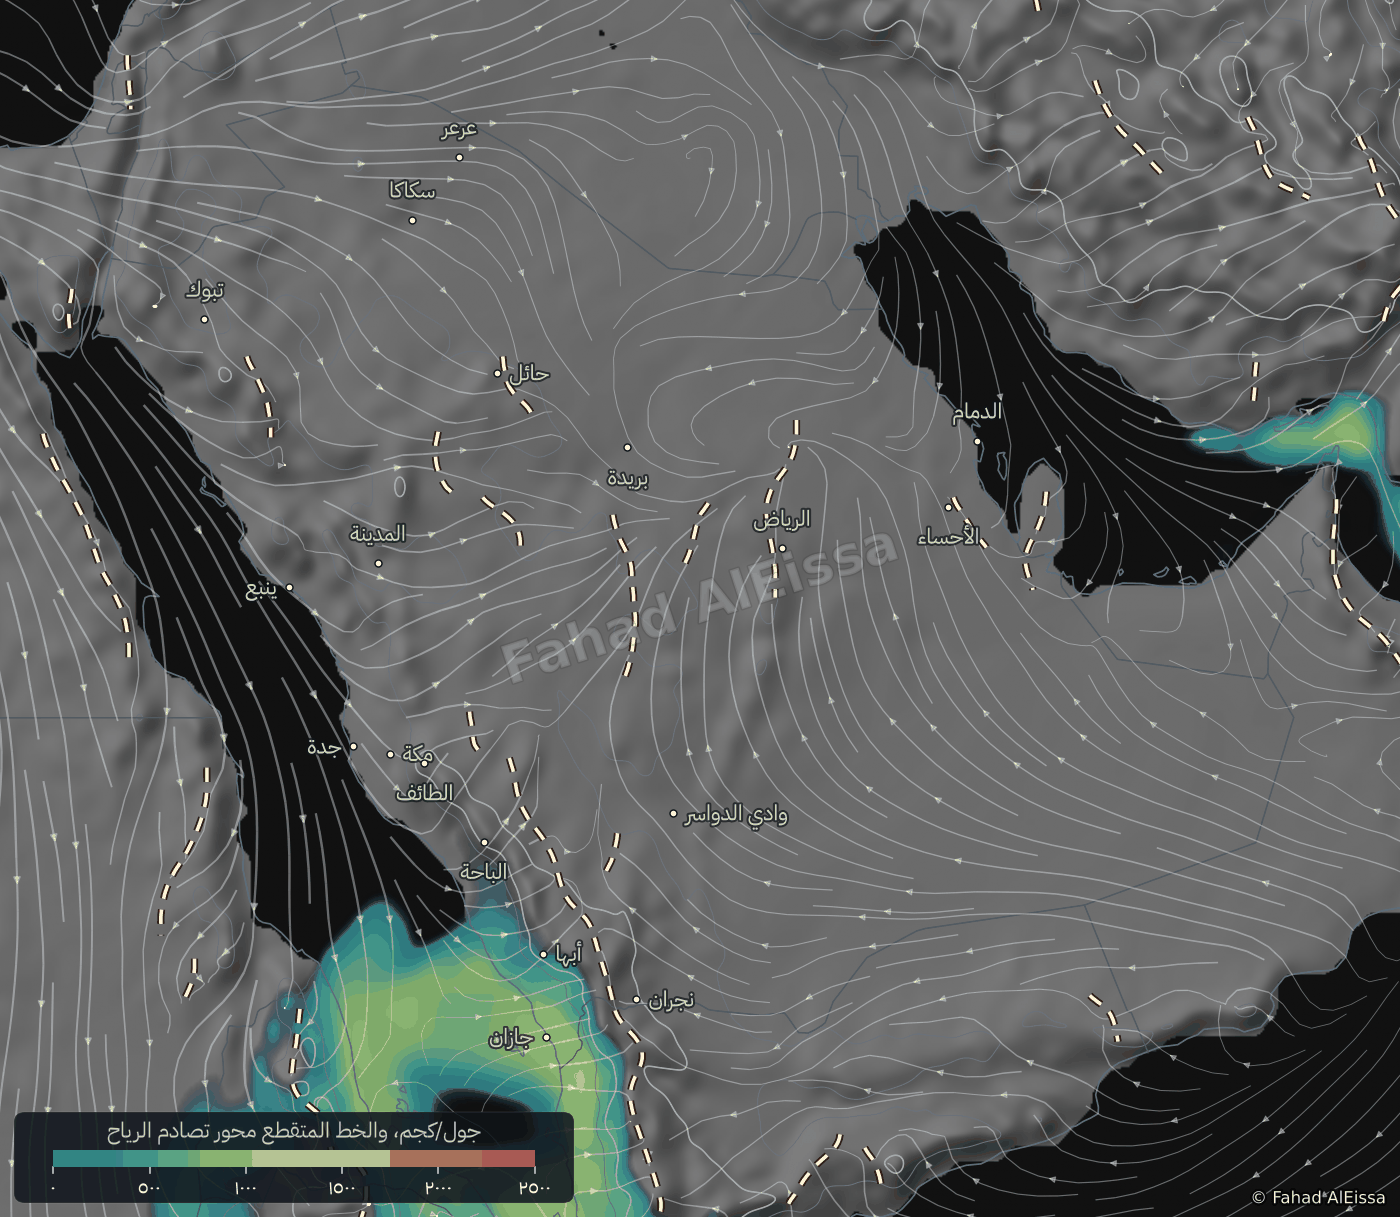 عرعر
سكاكا
تبوك
حائل
الدمام
بريدة
الرياض
الأحساء
المدينة
ينبع
Fahad AlEissa
جدة
مكة
الطائف
وادي الدواسر
الباحة
أبها
نجران
جازان
جول/كجم، والخط المتقطع محور تصادم الرياح
٠ ٥٠٠ ١٠٠٠ ١٥٠٠ ٢٠٠٠ ٢٥٠٠
© Fahad AlEissa